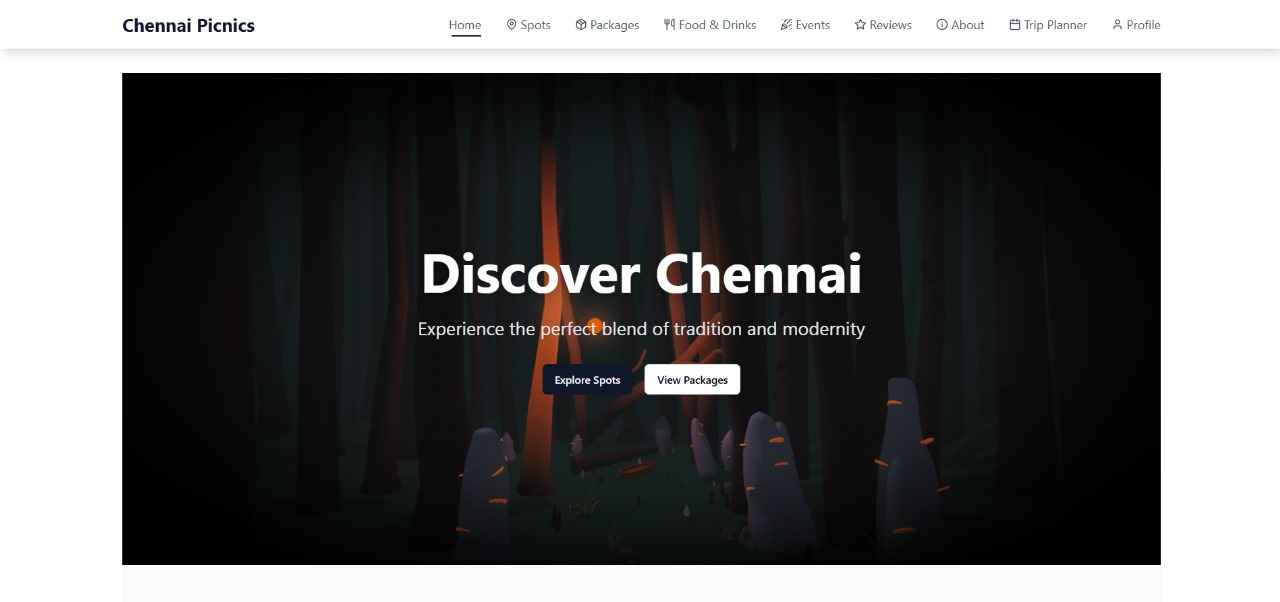 Chennai Picnics
Home Spots Packages Food & Drinks Events Reviews About Trip Planner Profile
Discover Chennai
Experience the perfect blend of tradition and modernity
Explore Spots View Packages